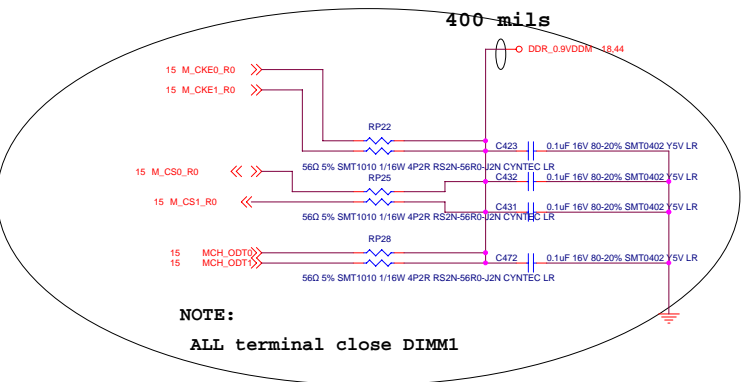 400 mils
DDR_0.9VDDM 18,44
15 M_CKE0_R0
15 M_CKE1_R0
RP22
C423 0.1uF 16V 80-20% SMT0402 Y5V LR
56Ω 5% SMT1010 1/16W 4P2R RS2N-56R0-J2N CYNTEC LR
15 M_CS0_R0
RP25
C432 0.1uF 16V 80-20% SMT0402 Y5V LR
15 M_CS1_R0
C431 0.1uF 16V 80-20% SMT0402 Y5V LR
56Ω 5% SMT1010 1/16W 4P2R RS2N-56R0-J2N CYNTEC LR
RP28
15 MCH_ODT0
15 MCH_ODT1
C472 0.1uF 16V 80-20% SMT0402 Y5V LR
56Ω 5% SMT1010 1/16W 4P2R RS2N-56R0-J2N CYNTEC LR
NOTE:
ALL terminal close DIMM1